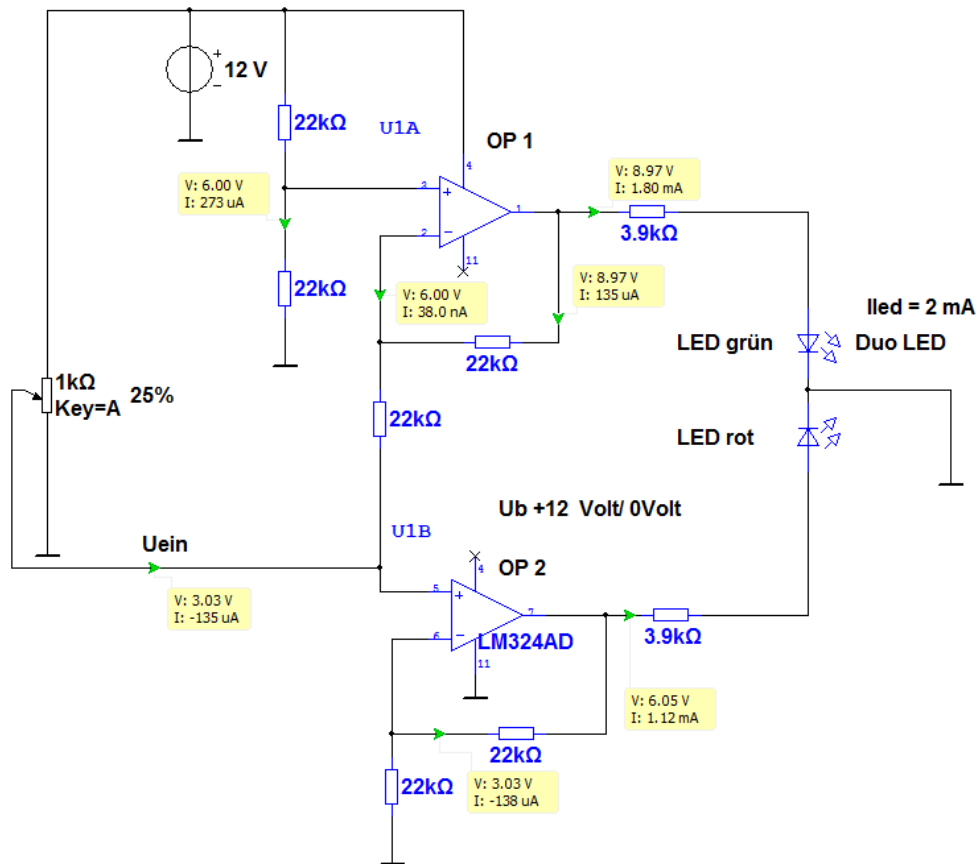 12 V
22kΩ
U1A
OP 1
4
V: 8.97 V
I: 1.80 mA
V: 6.00 V
I: 273 uA
3
1
2
3.9kΩ
11
22kΩ
V: 6.00 V
I: 38.0 nA
V: 8.97 V
I: 135 uA
Iled = 2 mA
LED grün
Duo LED
22kΩ
1kΩ
Key=A
25%
22kΩ
LED rot
Ub +12 Volt/ 0Volt
U1B
Uein
4
OP 2
V: 3.03 V
I: -135 uA
5
7
6
LM324AD
3.9kΩ
11
V: 6.05 V
I: 1.12 mA
22kΩ
22kΩ
V: 3.03 V
I: -138 uA